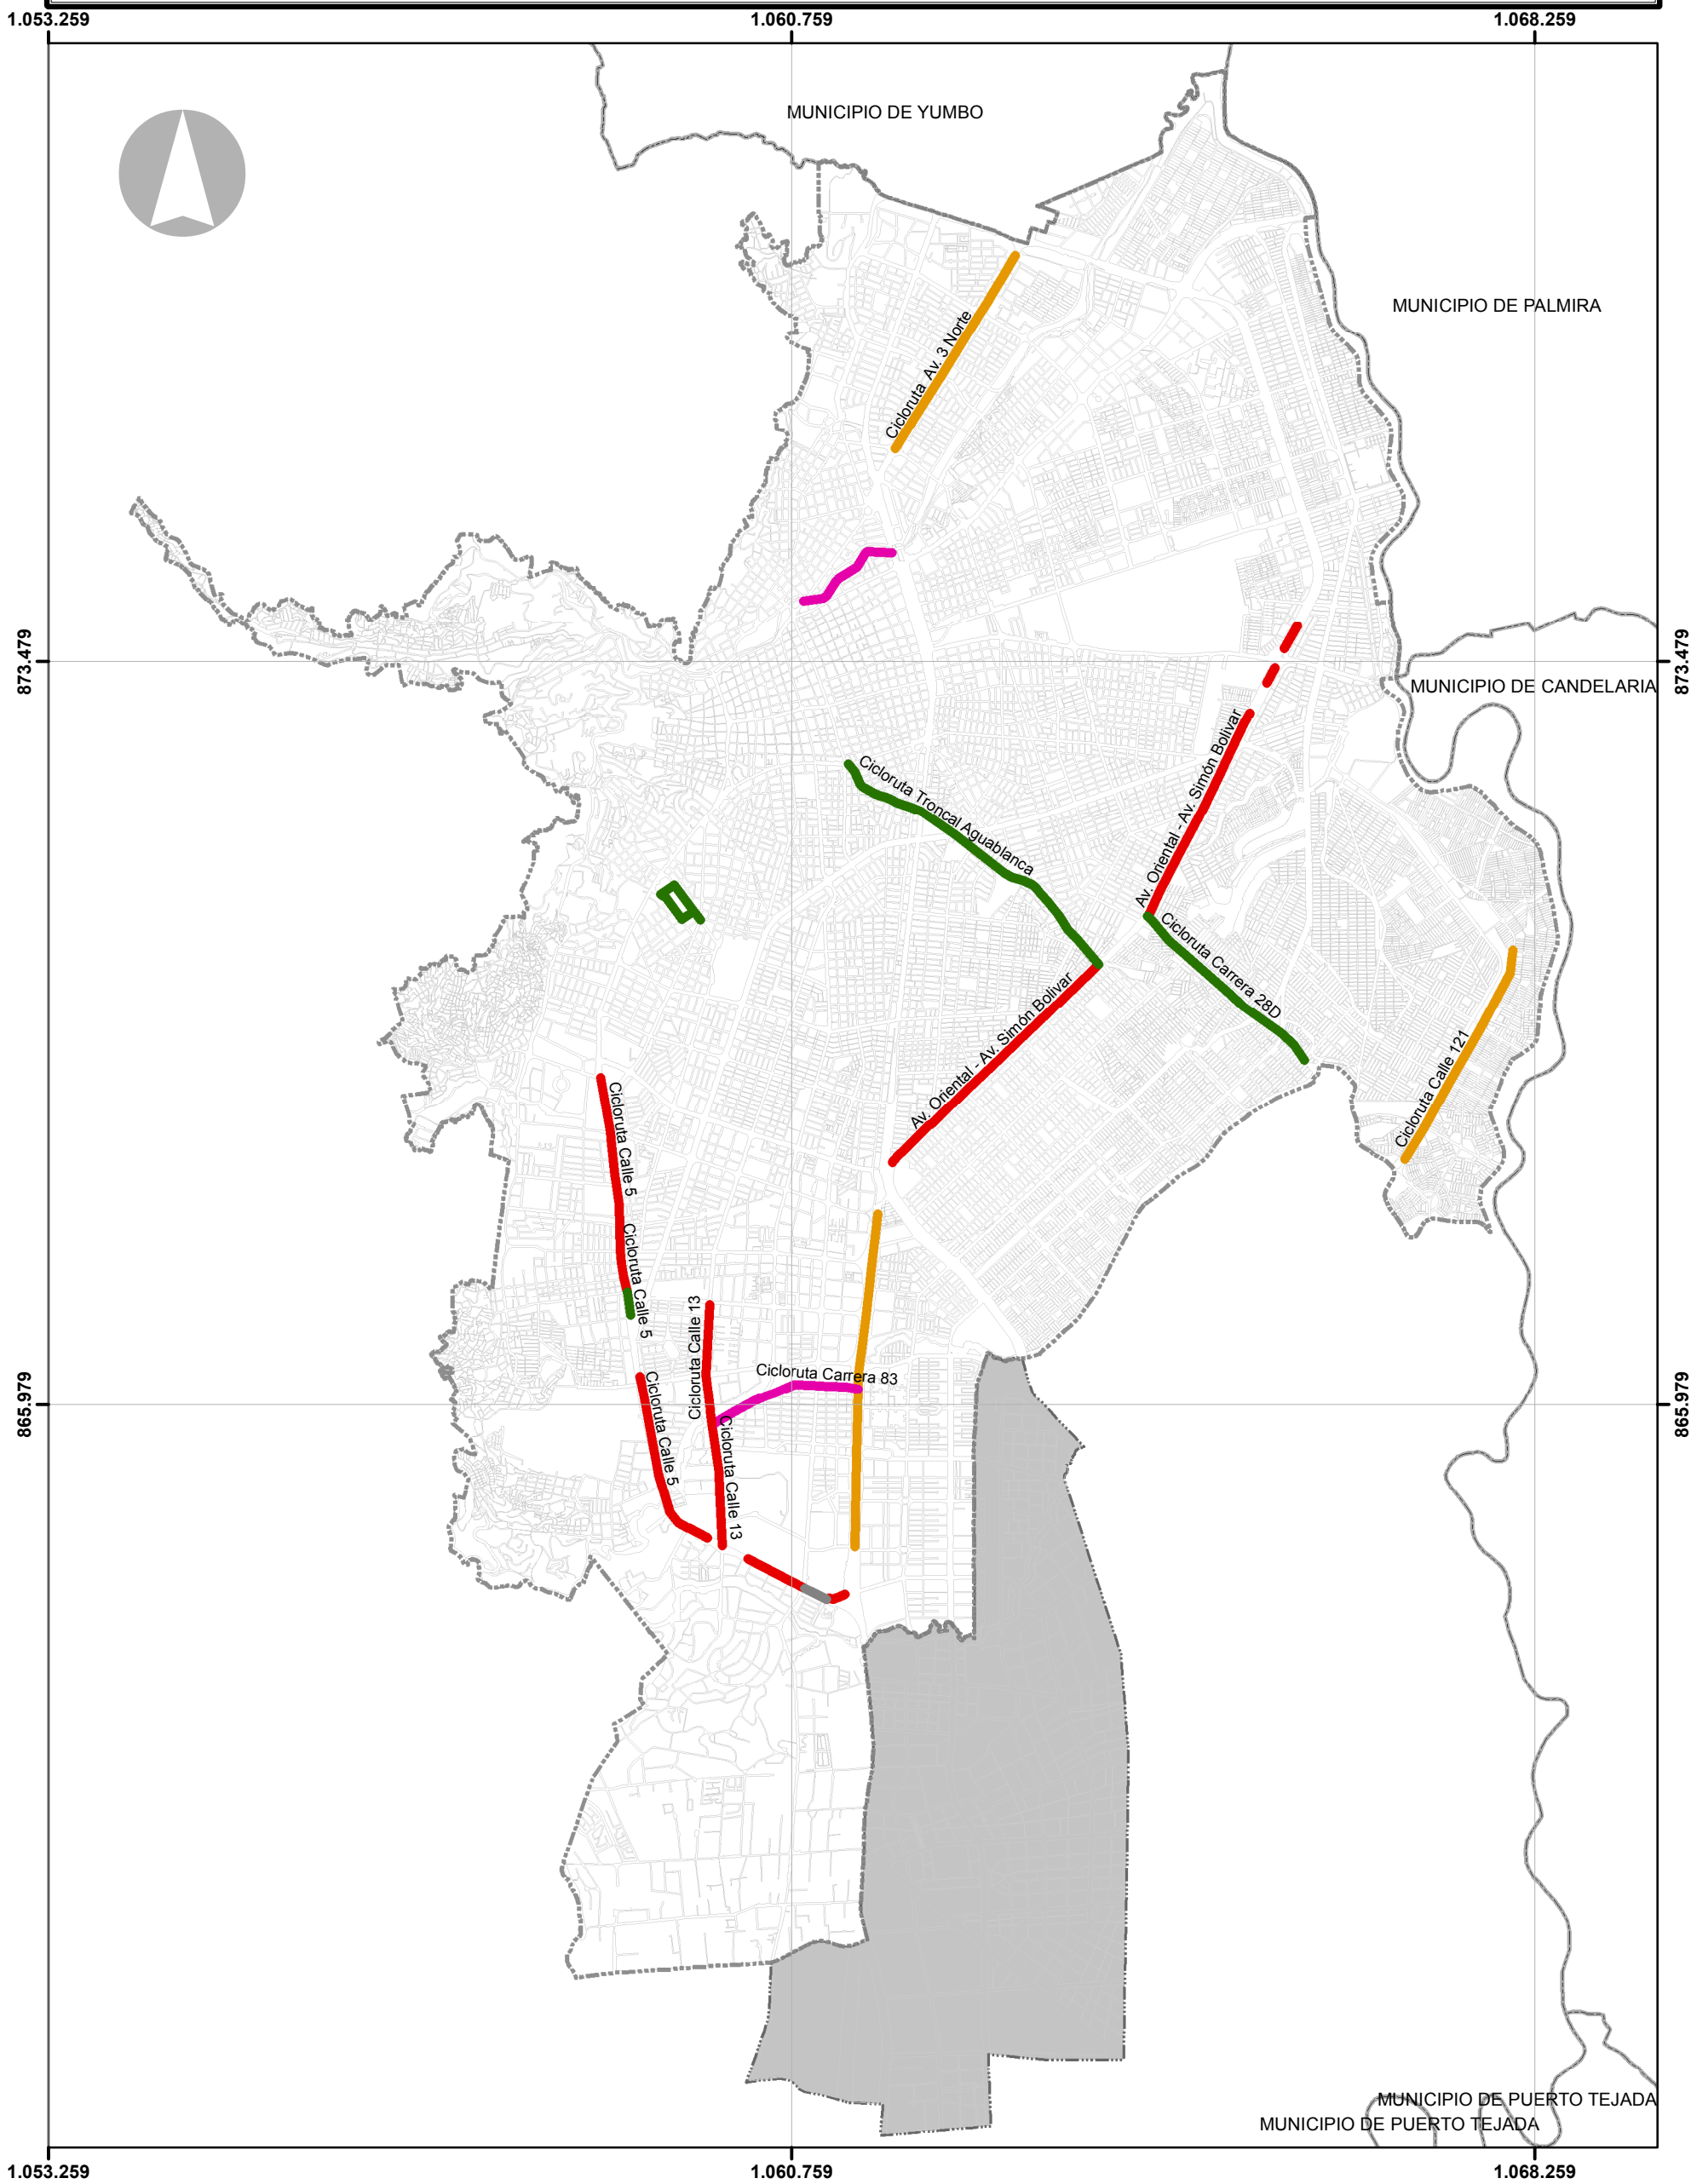 1.053.259
1.060.759
1.068.259
MUNICIPIO DE YUMBO
MUNICIPIO DE PALMIRA
Cicloruta Av. 3 Norte
873.479
873.479
MUNICIPIO DE CANDELARIA
Av. Oriental - Av. Simón Bolivar
Cicloruta Troncal Aguablanca
Cicloruta Carrera 28D
Av. Oriental - Av. Simón Bolivar
Cicloruta Calle 121
Cicloruta Calle 5
Cicloruta Calle 5
Cicloruta Calle 13
Cicloruta Carrera 83
865.979
865.979
Cicloruta Calle 5
Cicloruta Calle 13
MUNICIPIO DE PUERTO TEJADA
MUNICIPIO DE PUERTO TEJADA
1.053.259
1.060.759
1.068.259